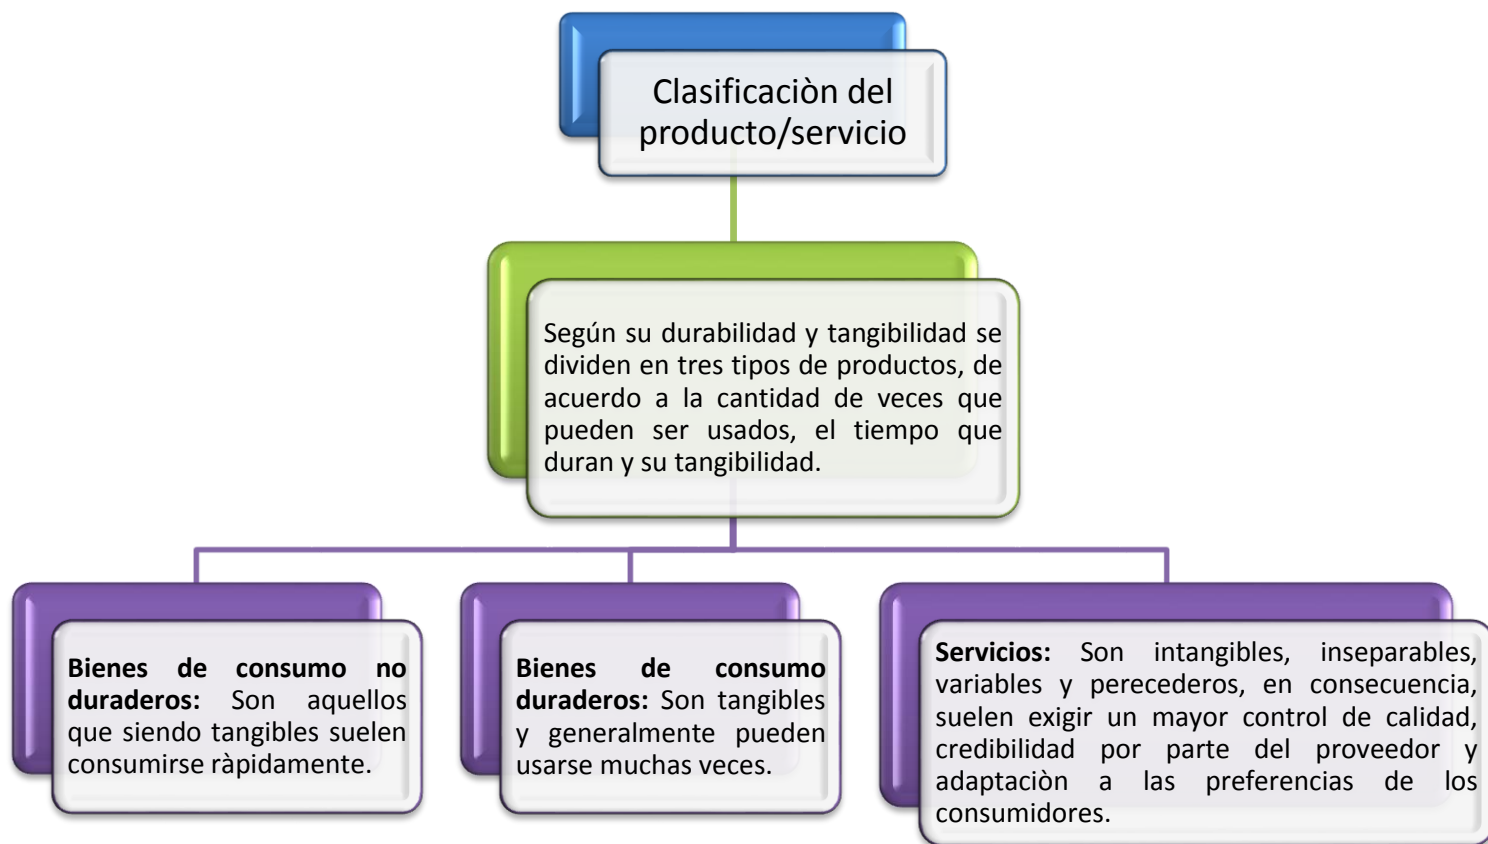 Clasificaciòn del
producto/servicio
Según su durabilidad y tangibilidad se
dividen en tres tipos de productos, de
acuerdo a la cantidad de veces que
pueden ser usados, el tiempo que
duran y su tangibilidad.
Bienes de consumo no
duraderos: Son aquellos
que siendo tangibles suelen
consumirse ràpidamente.
Bienes de consumo
duraderos: Son tangibles
y generalmente pueden
usarse muchas veces.
Servicios: Son intangibles, inseparables,
variables y perecederos, en consecuencia,
suelen exigir un mayor control de calidad,
credibilidad por parte del proveedor y
adaptaciòn a las preferencias de los
consumidores.